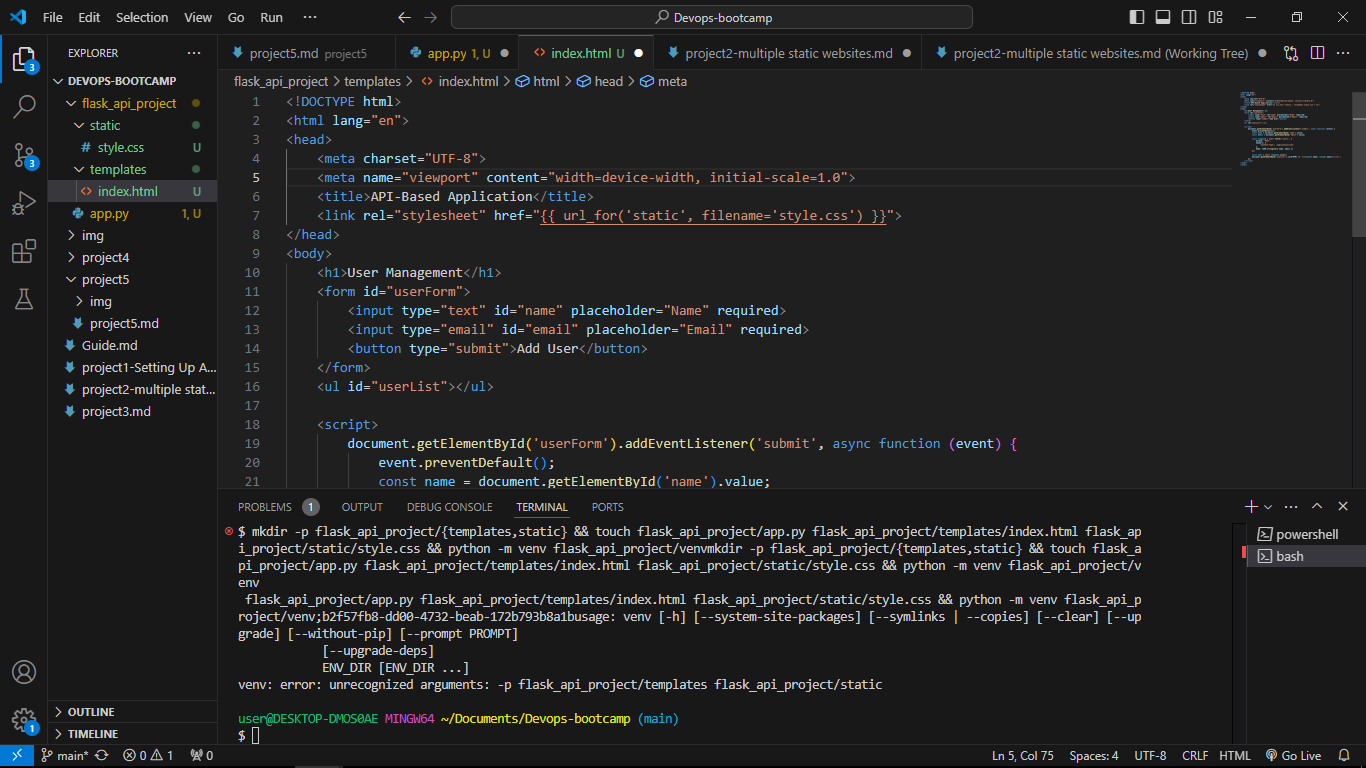 File Edit Selection View Go Run ··· Devops-bootcamp
EXPLORER ···
DEVOPS-BOOTCAMP
flask_api_project
static
# style.css U
templates
<> index.html U
app.py 1, U
img
project4
project5
img
project5.md
Guide.md
project1-Setting Up A...
project2-multiple stat...
project3.md
OUTLINE
TIMELINE
3
3
1
project5.md project5 app.py 1, U <> index.html U project2-multiple static websites.md project2-multiple static websites.md (Working Tree) ···
flask_api_project > templates > <> index.html > html > head > meta
1 <!DOCTYPE html>
2 <html lang="en">
3 <head>
4 <meta charset="UTF-8">
5 <meta name="viewport" content="width=device-width, initial-scale=1.0">
6 <title>API-Based Application</title>
7 <link rel="stylesheet" href="{{ url_for('static', filename='style.css') }}">
8 </head>
9 <body>
10 <h1>User Management</h1>
11 <form id="userForm">
12 <input type="text" id="name" placeholder="Name" required>
13 <input type="email" id="email" placeholder="Email" required>
14 <button type="submit">Add User</button>
15 </form>
16 <ul id="userList"></ul>
17
18 <script>
19 document.getElementById('userForm').addEventListener('submit', async function (event) {
20 event.preventDefault();
21 const name = document.getElementById('name').value;
PROBLEMS 1 OUTPUT DEBUG CONSOLE TERMINAL PORTS
$ mkdir -p flask_api_project/{templates,static} && touch flask_api_project/app.py flask_api_project/templates/index.html flask_ap
i_project/static/style.css && python -m venv flask_api_project/venvmkdir -p flask_api_project/{templates,static} && touch flask_a
pi_project/app.py flask_api_project/templates/index.html flask_api_project/static/style.css && python -m venv flask_api_project/v
env
flask_api_project/app.py flask_api_project/templates/index.html flask_api_project/static/style.css && python -m venv flask_api_p
roject/venv;b2f57fb8-dd00-4732-beab-172b793b8a1busage: venv [-h] [--system-site-packages] [--symlinks | --copies] [--clear] [--up
grade] [--without-pip] [--prompt PROMPT]
[--upgrade-deps]
ENV_DIR [ENV_DIR ...]
venv: error: unrecognized arguments: -p flask_api_project/templates flask_api_project/static
user@DESKTOP-DMOS0AE MINGW64 ~/Documents/Devops-bootcamp (main)
$
powershell
bash
main* 0 1 0 Ln 5, Col 75 Spaces: 4 UTF-8 CRLF HTML Go Live